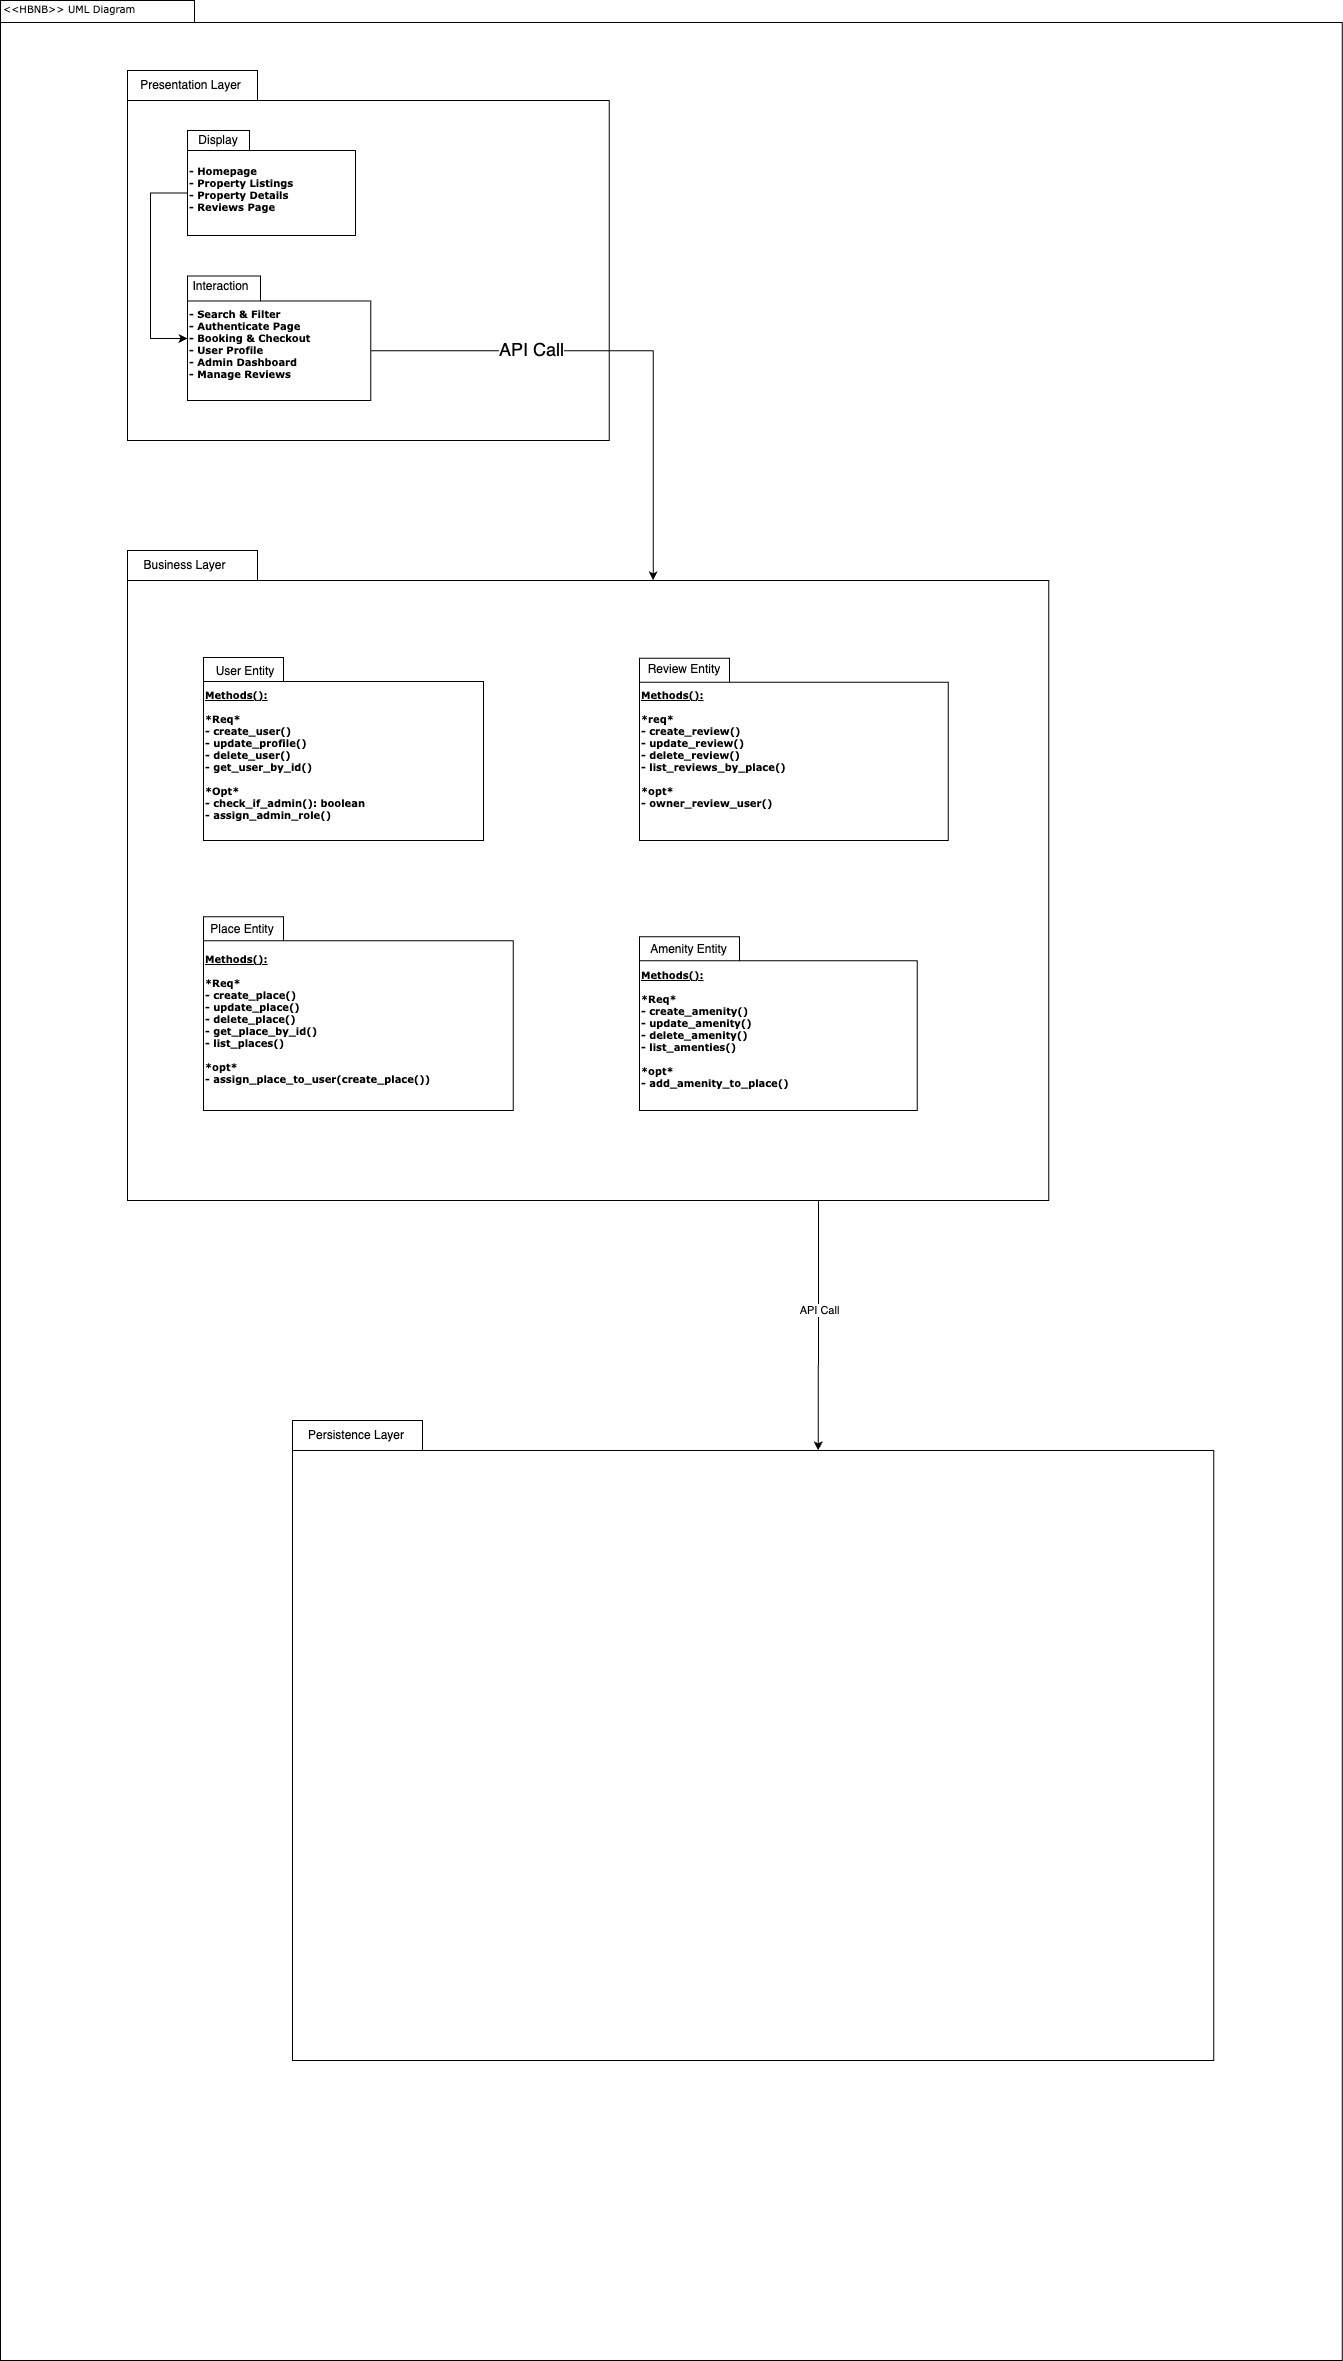 <<HBNB>> UML Diagram
Presentation Layer
Display
- Homepage
- Property Listings
- Property Details
- Reviews Page
Interaction
- Search & Filter
- Authenticate Page
- Booking & Checkout
- User Profile
- Admin Dashboard
- Manage Reviews
API Call
Business Layer
User Entity
Methods():
*Req*
- create_user()
- update_profile()
- delete_user()
- get_user_by_id()
*Opt*
- check_if_admin(): boolean
- assign_admin_role()
Review Entity
Methods():
*req*
- create_review()
- update_review()
- delete_review()
- list_reviews_by_place()
*opt*
- owner_review_user()
Place Entity
Methods():
*Req*
- create_place()
- update_place()
- delete_place()
- get_place_by_id()
- list_places()
*opt*
- assign_place_to_user(create_place())
Amenity Entity
Methods():
*Req*
- create_amenity()
- update_amenity()
- delete_amenity()
- list_amenties()
*opt*
- add_amenity_to_place()
API Call
Persistence Layer